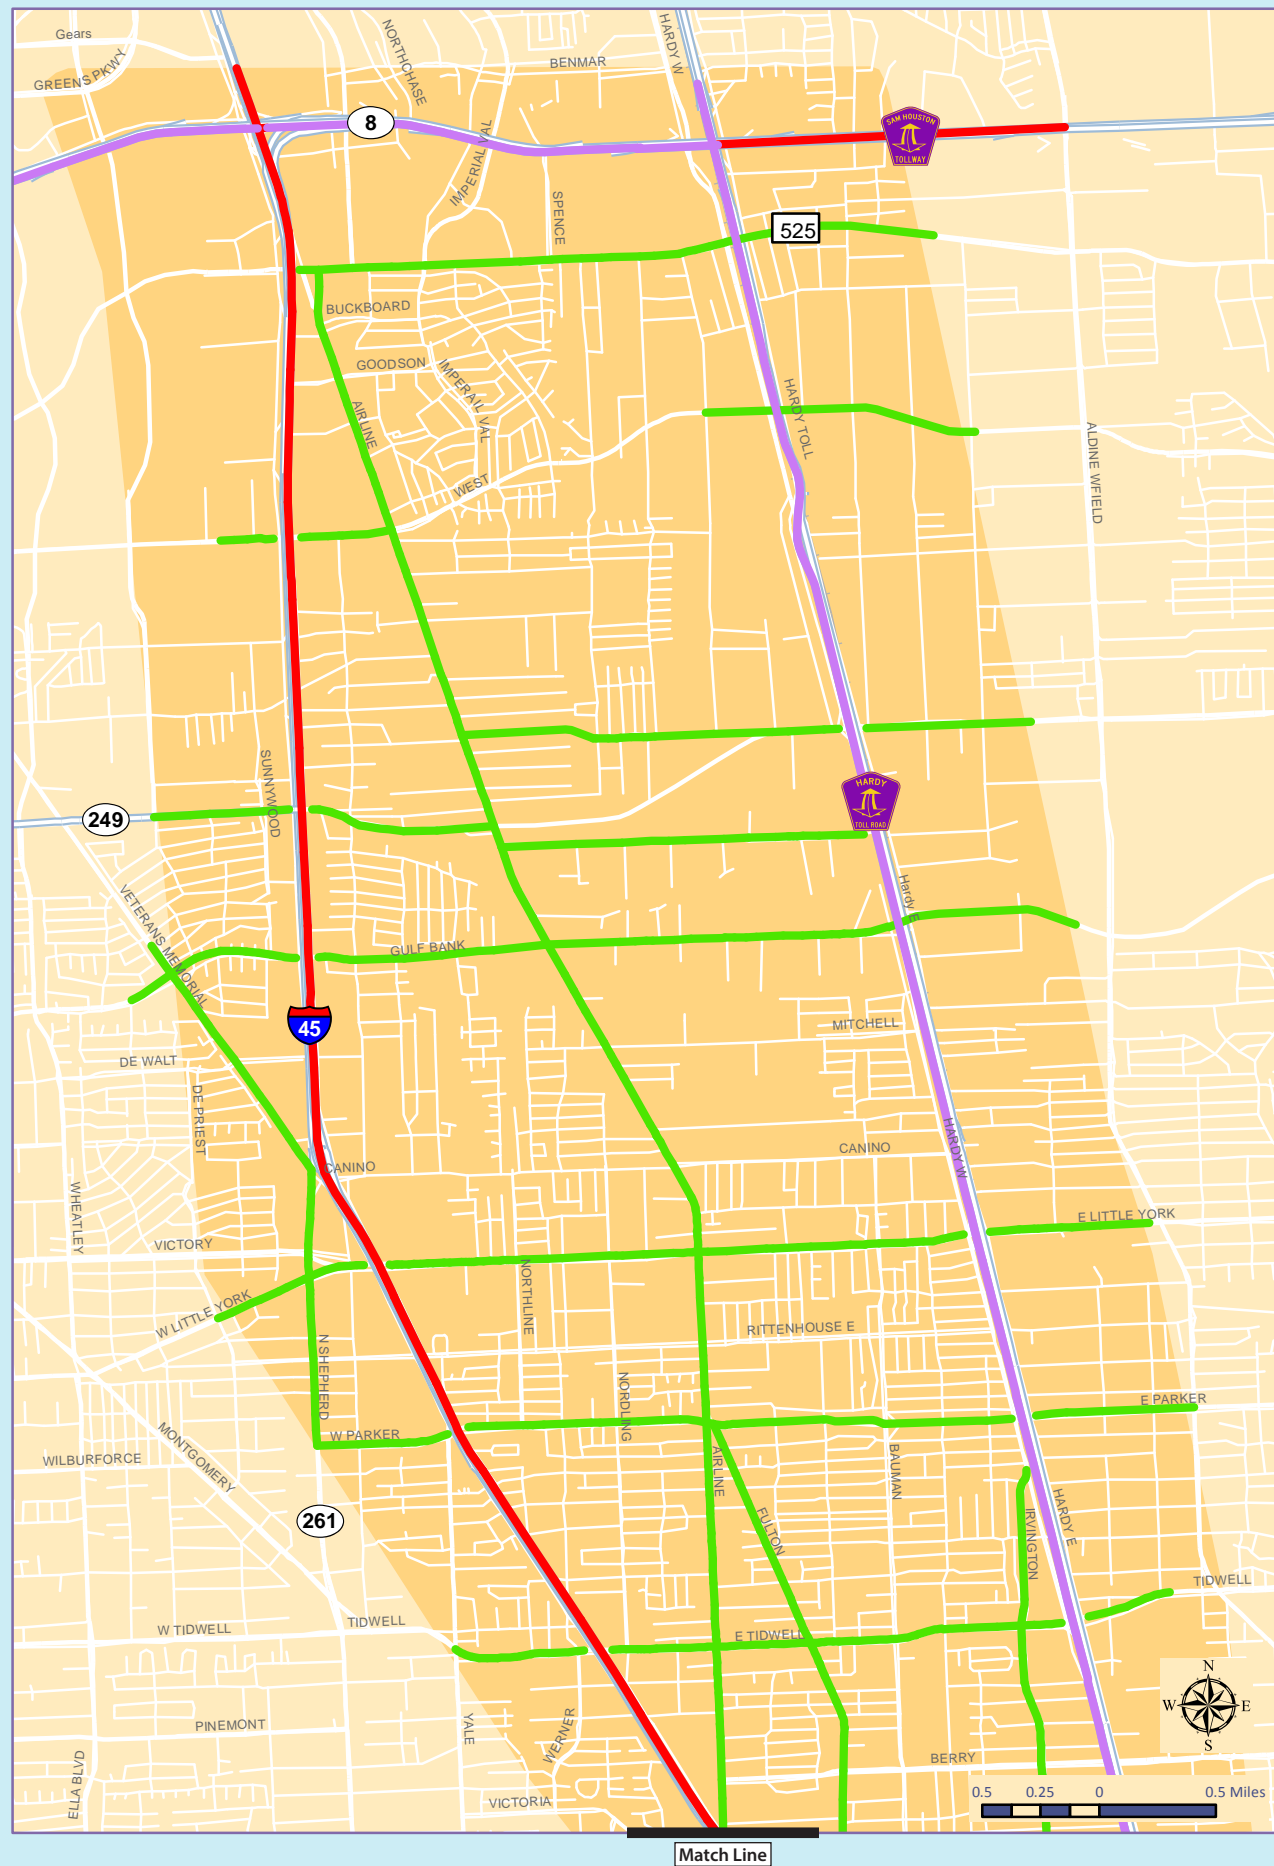 Gears
GREENS PKWY
NORTHCHASE
BENMAR
HARDY W
8
SAM HOUSTON
TOLLWAY
IMPERIAL VAL
SPENCE
525
BUCKBOARD
GOODSON
IMPERAIL VAL
AIRLINE
HARDY TOLL
WEST
ALDINE WFIELD
SUNNYWOOD
249
HARDY
TOLL ROAD
VETERANS MEMORIAL
Hardy E
GULF BANK
45
MITCHELL
DE WALT
DE PRIEST
CANINO
CANINO
HARDY W
WHEATLEY
E LITTLE YORK
VICTORY
NORTHLINE
W LITTLE YORK
RITTENHOUSE E
N SHEPHERD
NORDLING
E PARKER
W PARKER
MONTGOMERY
WILBURFORCE
AIRLINE
BAUMAN
261
FULTON
IRVINGTON
HARDY E
TIDWELL
TIDWELL
W TIDWELL
E TIDWELL
N
W E
S
PINEMONT
YALE
WERNER
BERRY
ELLA BLVD
VICTORIA
0.5 0.25 0 0.5 Miles
Match Line